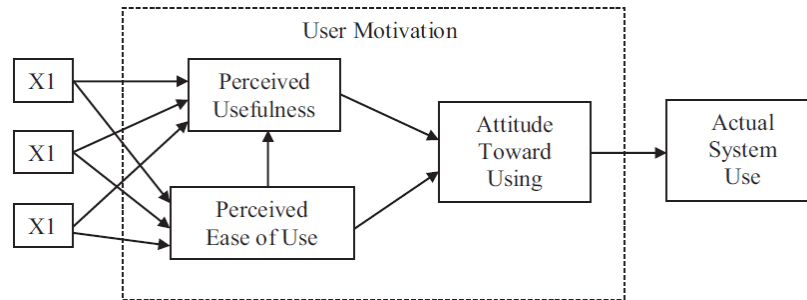 User Motivation
X1
X1
X1
Perceived
Usefulness
Perceived
Ease of Use
Attitude
Toward
Using
Actual
System
Use